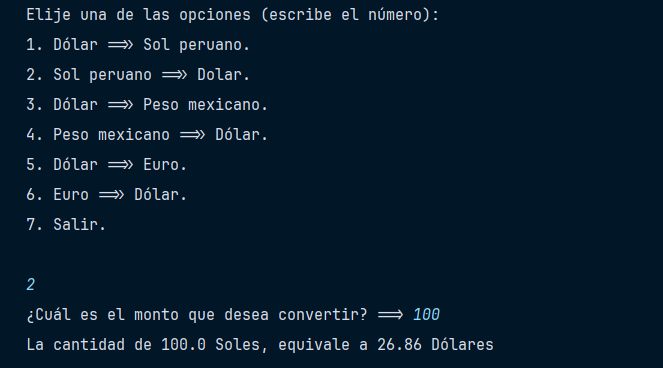 Elije una de las opciones (escribe el número):
1. Dólar ==>> Sol peruano.
2. Sol peruano ==>> Dolar.
3. Dólar ==>> Peso mexicano.
4. Peso mexicano ==>> Dólar.
5. Dólar ==>> Euro.
6. Euro ==>> Dólar.
7. Salir.
2
¿Cuál es el monto que desea convertir? ==> 100
La cantidad de 100.0 Soles, equivale a 26.86 Dólares